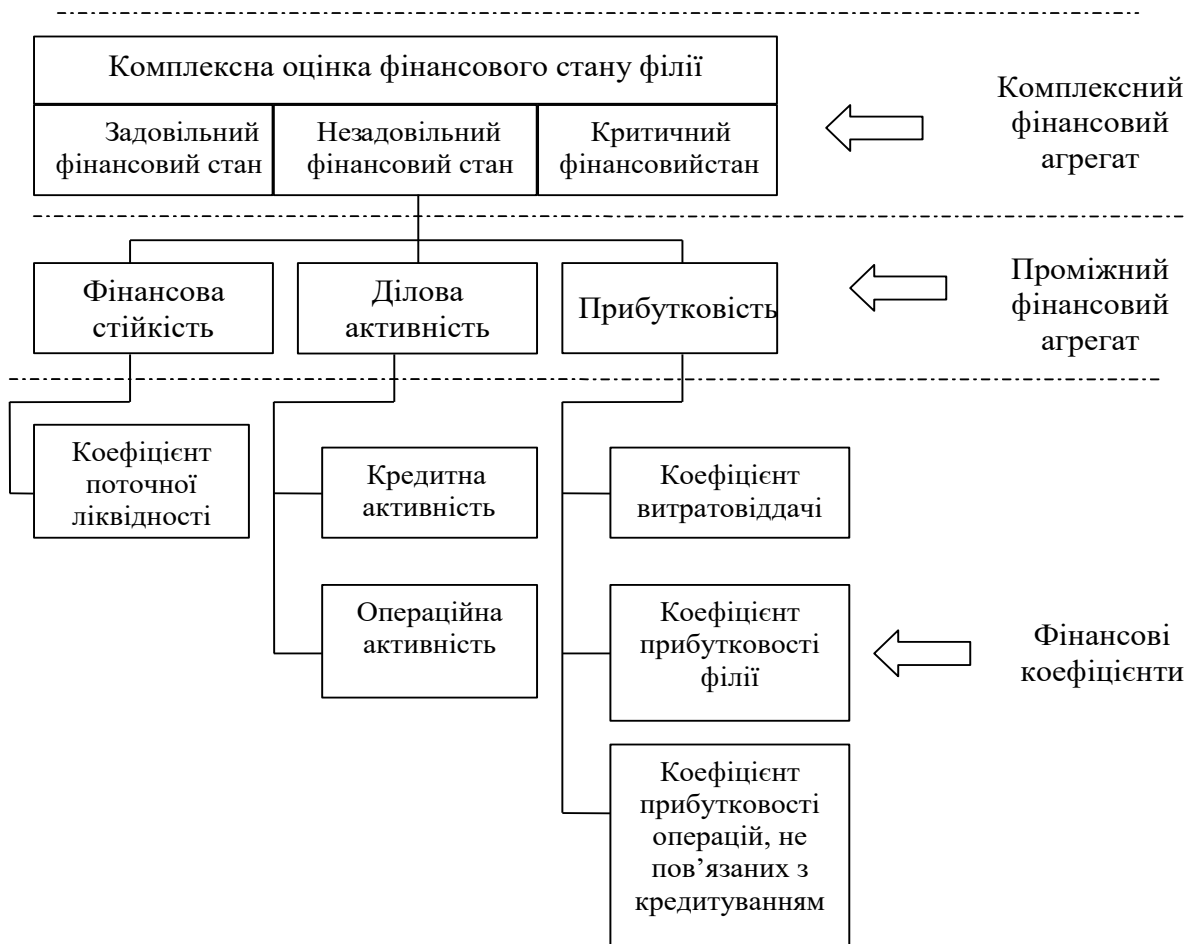 Комплексна оцінка фінансового стану філії
Задовільний
фінансовий стан
Незадовільний
фінансовий стан
Критичний
фінансовийстан
Комплексний
фінансовий
агрегат
Фінансова
стійкість
Ділова
активність
Прибутковість
Проміжний
фінансовий
агрегат
Коефіцієнт
поточної
ліквідності
Кредитна
активність
Коефіцієнт
витратовіддачі
Операційна
активність
Коефіцієнт
прибутковості
філії
Фінансові
коефіцієнти
Коефіцієнт
прибутковості
операцій, не
пов’язаних з
кредитуванням